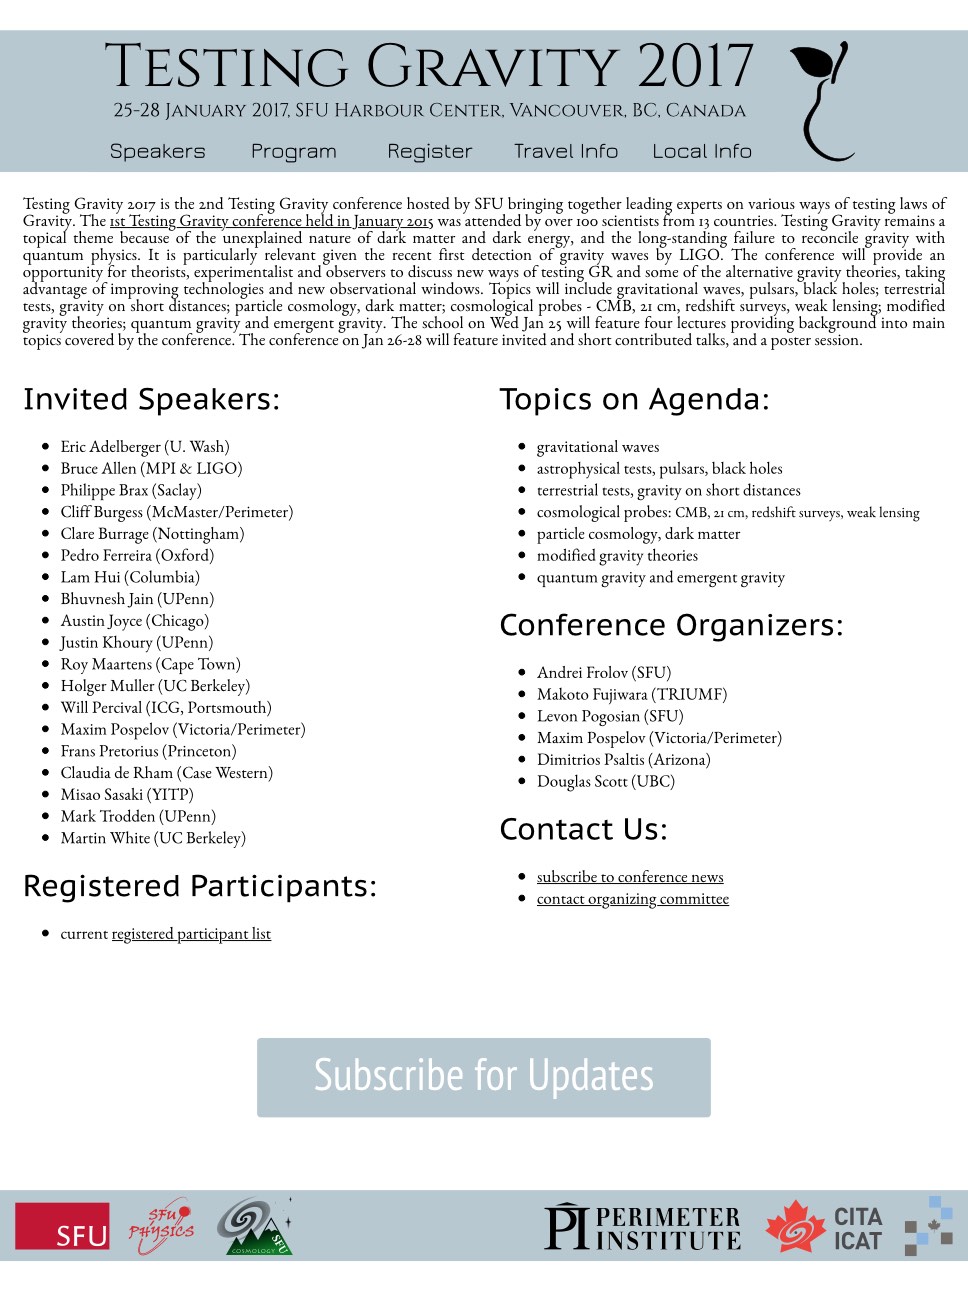 Testing Gravity 2017
25-28 January 2017, SFU Harbour Center, Vancouver, BC, Canada
Speakers Program Register Travel Info Local Info
Testing Gravity 2017 is the 2nd Testing Gravity conference hosted by SFU bringing together leading experts on various ways of testing laws of
Gravity. The 1st Testing Gravity conference held in January 2015 was attended by over 100 scientists from 13 countries. Testing Gravity remains a
topical theme because of the unexplained nature of dark matter and dark energy, and the long-standing failure to reconcile gravity with
quantum physics. It is particularly relevant given the recent first detection of gravity waves by LIGO. The conference will provide an
opportunity for theorists, experimentalist and observers to discuss new ways of testing GR and some of the alternative gravity theories, taking
advantage of improving technologies and new observational windows. Topics will include gravitational waves, pulsars, black holes; terrestrial
tests, gravity on short distances; particle cosmology, dark matter; cosmological probes - CMB, 21 cm, redshift surveys, weak lensing; modified
gravity theories; quantum gravity and emergent gravity. The school on Wed Jan 25 will feature four lectures providing background into main
topics covered by the conference. The conference on Jan 26-28 will feature invited and short contributed talks, and a poster session.
Invited Speakers:
Eric Adelberger (U. Wash)
Bruce Allen (MPI & LIGO)
Philippe Brax (Saclay)
Cliff Burgess (McMaster/Perimeter)
Clare Burrage (Nottingham)
Pedro Ferreira (Oxford)
Lam Hui (Columbia)
Bhuvnesh Jain (UPenn)
Austin Joyce (Chicago)
Justin Khoury (UPenn)
Roy Maartens (Cape Town)
Holger Muller (UC Berkeley)
Will Percival (ICG, Portsmouth)
Maxim Pospelov (Victoria/Perimeter)
Frans Pretorius (Princeton)
Claudia de Rham (Case Western)
Misao Sasaki (YITP)
Mark Trodden (UPenn)
Martin White (UC Berkeley)
Registered Participants:
current registered participant list
Topics on Agenda:
gravitational waves
astrophysical tests, pulsars, black holes
terrestrial tests, gravity on short distances
cosmological probes: CMB, 21 cm, redshift surveys, weak lensing
particle cosmology, dark matter
modified gravity theories
quantum gravity and emergent gravity
Conference Organizers:
Andrei Frolov (SFU)
Makoto Fujiwara (TRIUMF)
Levon Pogosian (SFU)
Maxim Pospelov (Victoria/Perimeter)
Dimitrios Psaltis (Arizona)
Douglas Scott (UBC)
Contact Us:
subscribe to conference news
contact organizing committee
Subscribe for Updates
SFU
SFU
PHYSICS
COSMOLOGY
SFU
PI PERIMETER
INSTITUTE
CITA
ICAT